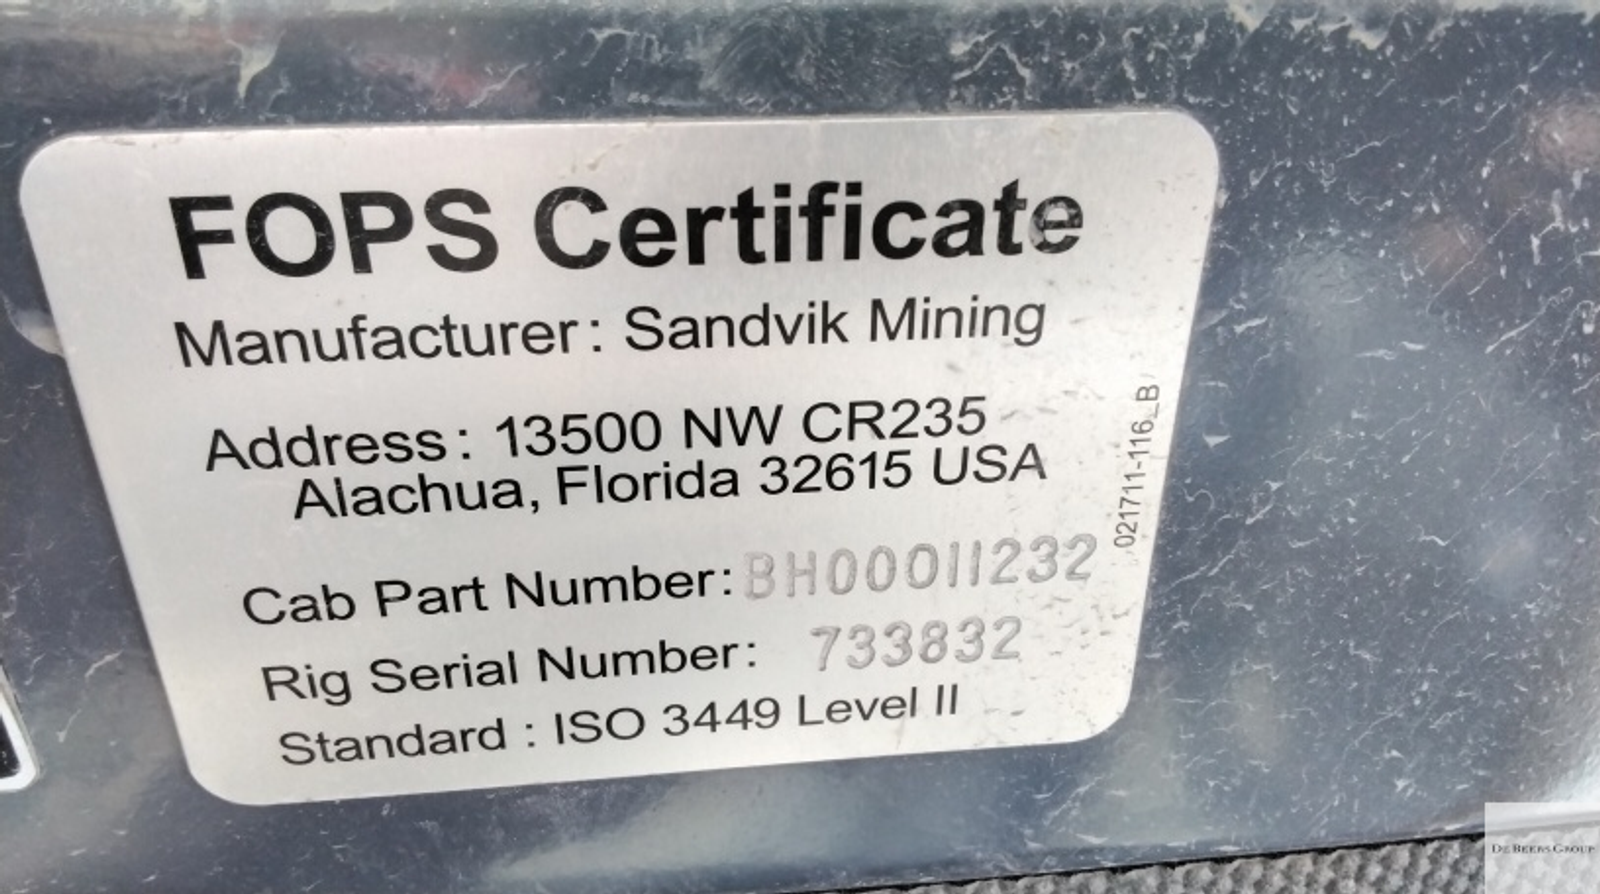 FOPS Certificate
Manufacturer: Sandvik Mining
Address: 13500 NW CR235
Alachua, Florida 32615 USA
Cab Part Number: BH00011232
Rig Serial Number: 733832
Standard : ISO 3449 Level II
021711-116_B
DE BEERS GROUP